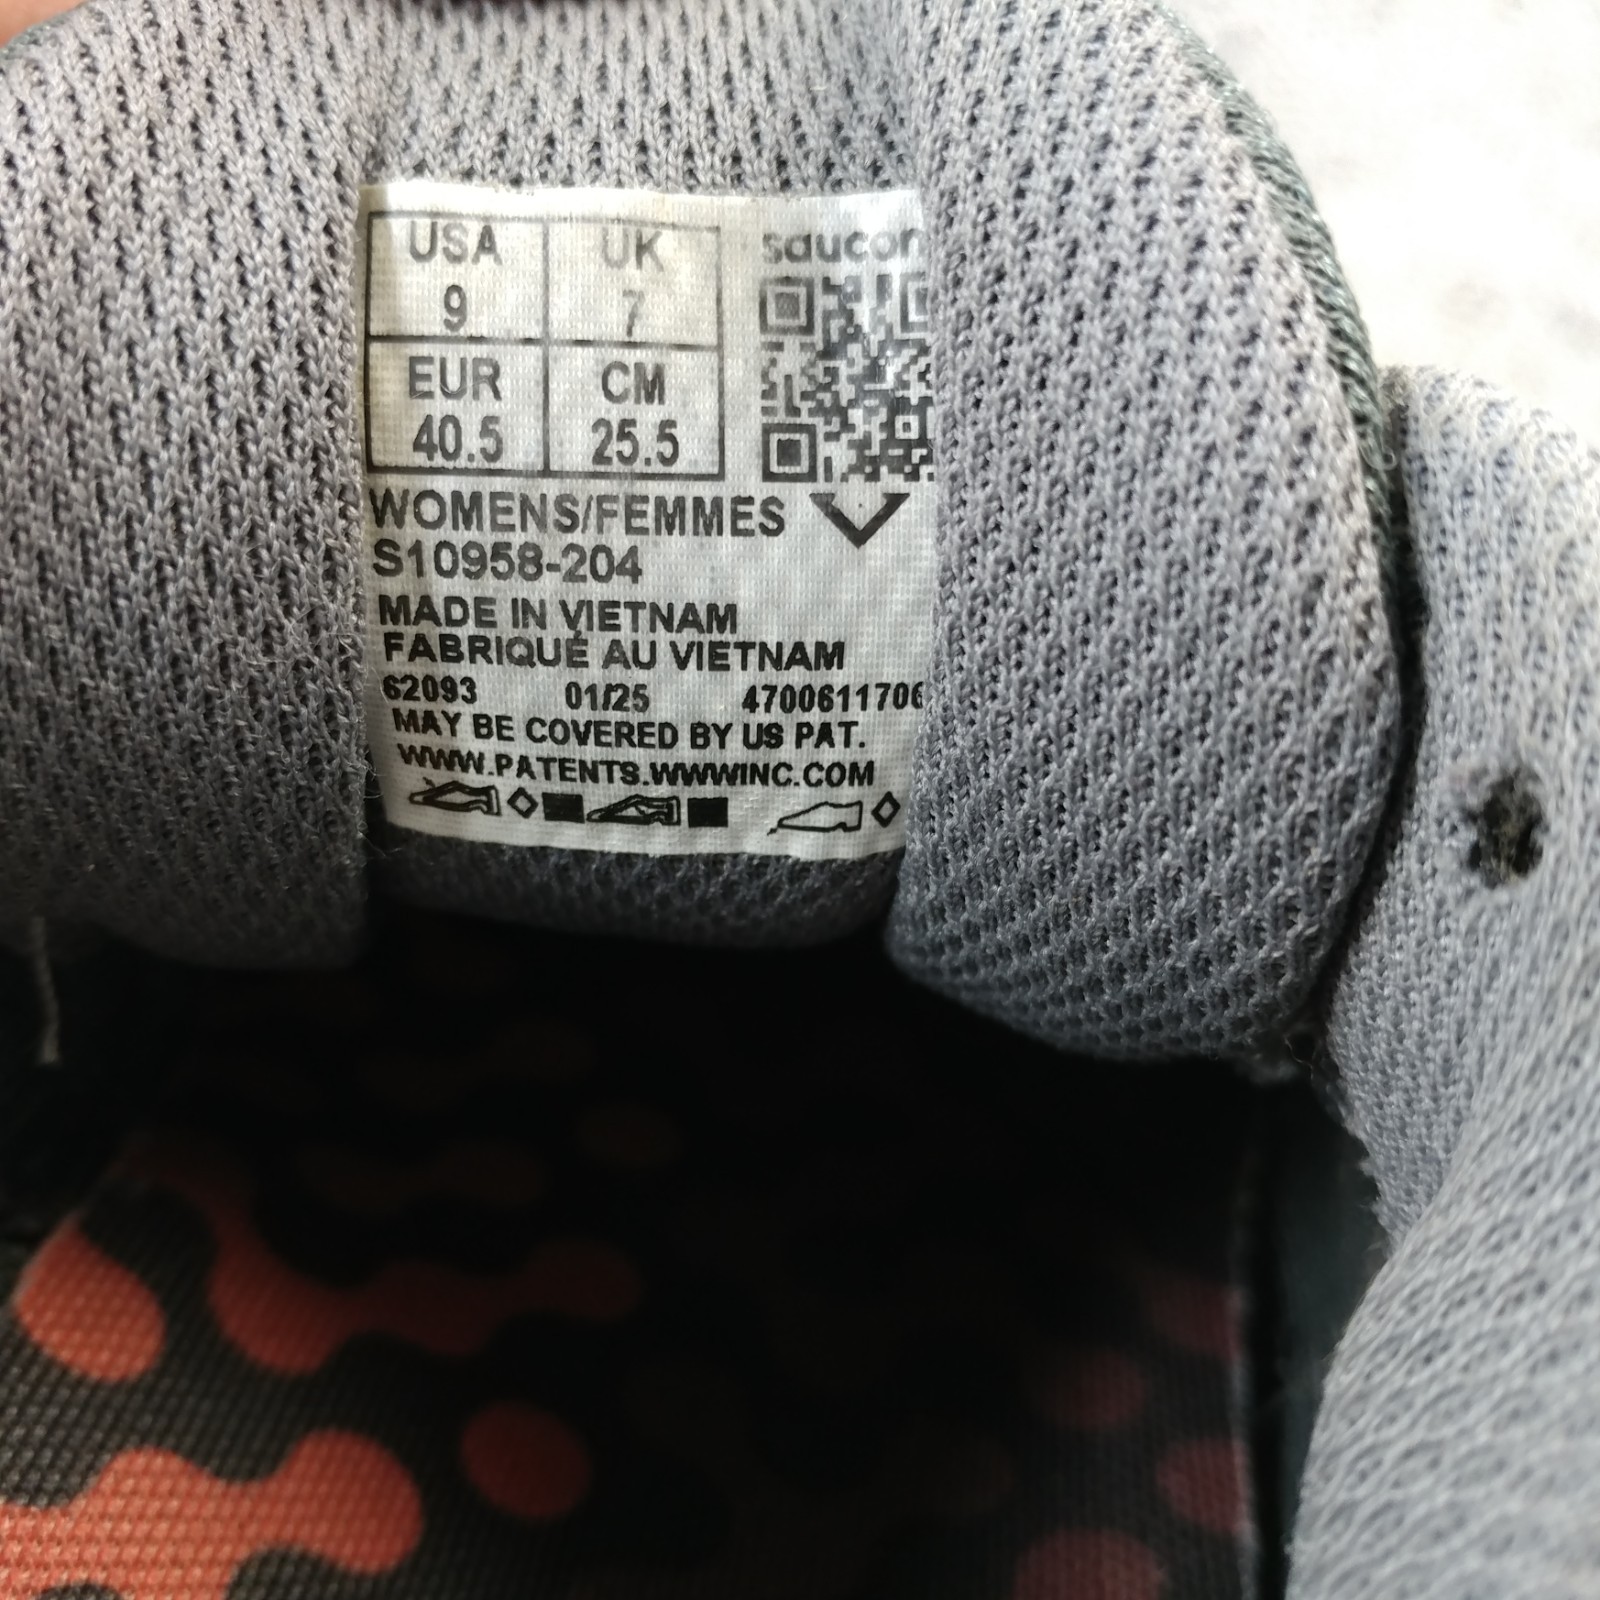 USA UK saucon
9 7
EUR CM
40.5 25.5
WOMENS/FEMMES
S10958-204
MADE IN VIETNAM
FABRIQUÉ AU VIETNAM
62093 01/25 4700611706
MAY BE COVERED BY US PAT.
WWW.PATENTS.WWWINC.COM